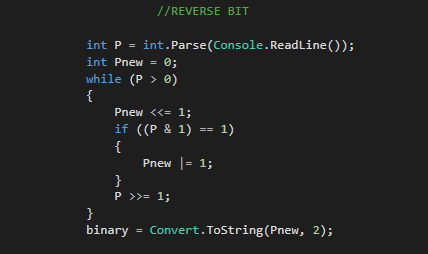 //REVERSE BIT
int P = int.Parse(Console.ReadLine());
int Pnew = 0;
while (P > 0)
{
Pnew <<= 1;
if ((P & 1) == 1)
{
Pnew |= 1;
}
P >>= 1;
}
binary = Convert.ToString(Pnew, 2);